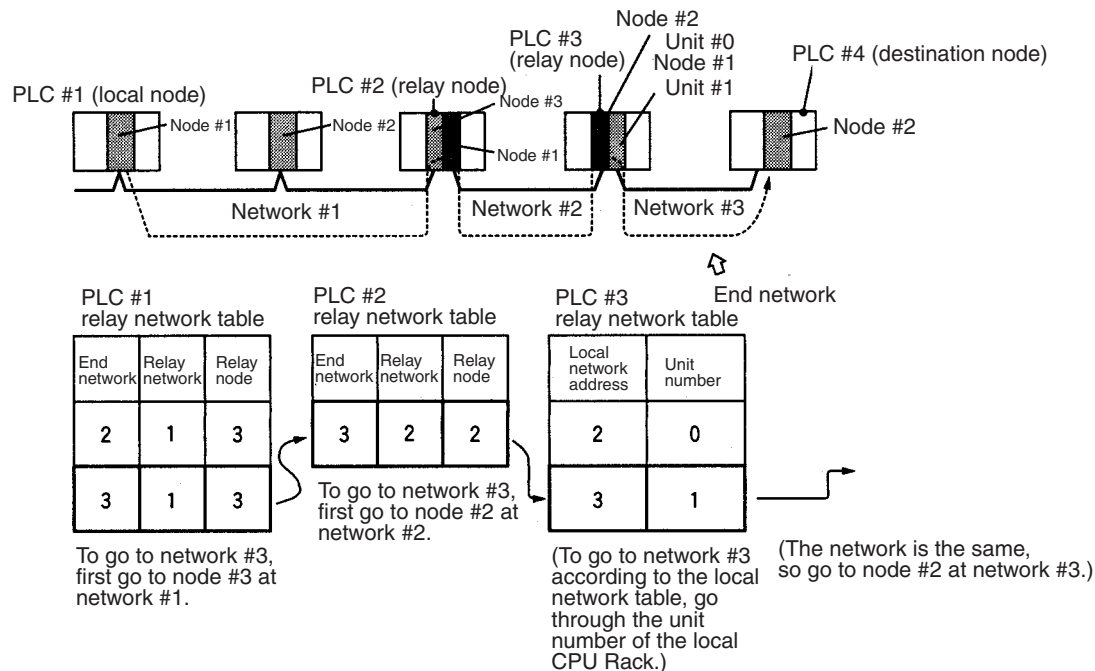 Node #2
PLC #3
(relay node)
Unit #0
Node #1
Unit #1
PLC #4 (destination node)
PLC #1 (local node)
PLC #2 (relay node)
Node #1
Node #2
Node #3
Node #1
Node #2
Network #1
Network #2
Network #3
End network
PLC #1
relay network table
End
network
Relay
network
Relay
node
2 1 3
3 1 3
To go to network #3,
first go to node #3 at
network #1.
PLC #2
relay network table
End
network
Relay
network
Relay
node
3 2 2
To go to network #3,
first go to node #2 at
network #2.
PLC #3
relay network table
Local
network
address
Unit
number
2 0
3 1
(To go to network #3
according to the local
network table, go
through the unit
number of the local
CPU Rack.)
(The network is the same,
so go to node #2 at network #3.)